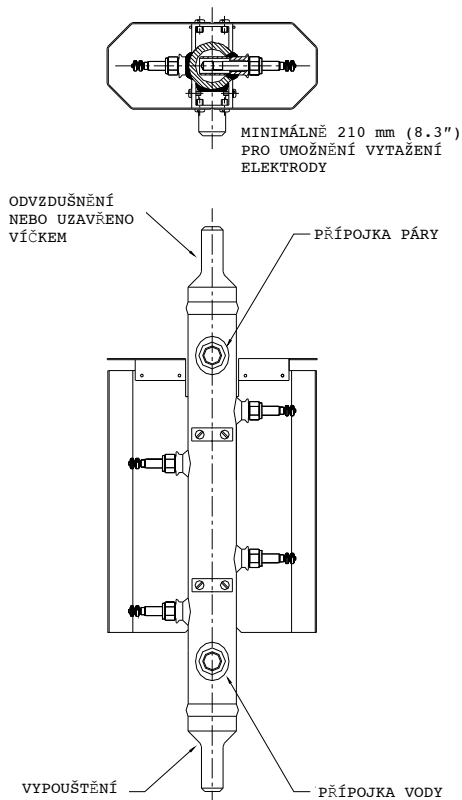 MINIMÁLNĚ 210 mm (8.3″)
PRO UMOŽNĚNÍ VYTAŽENÍ
ELEKTRODY
ODVZDUŠNĚNÍ
NEBO UZAVŘENO
VÍČKEM
PŘÍPOJKA PÁRY
VYPOUŠTĚNÍ
PŘÍPOJKA VODY